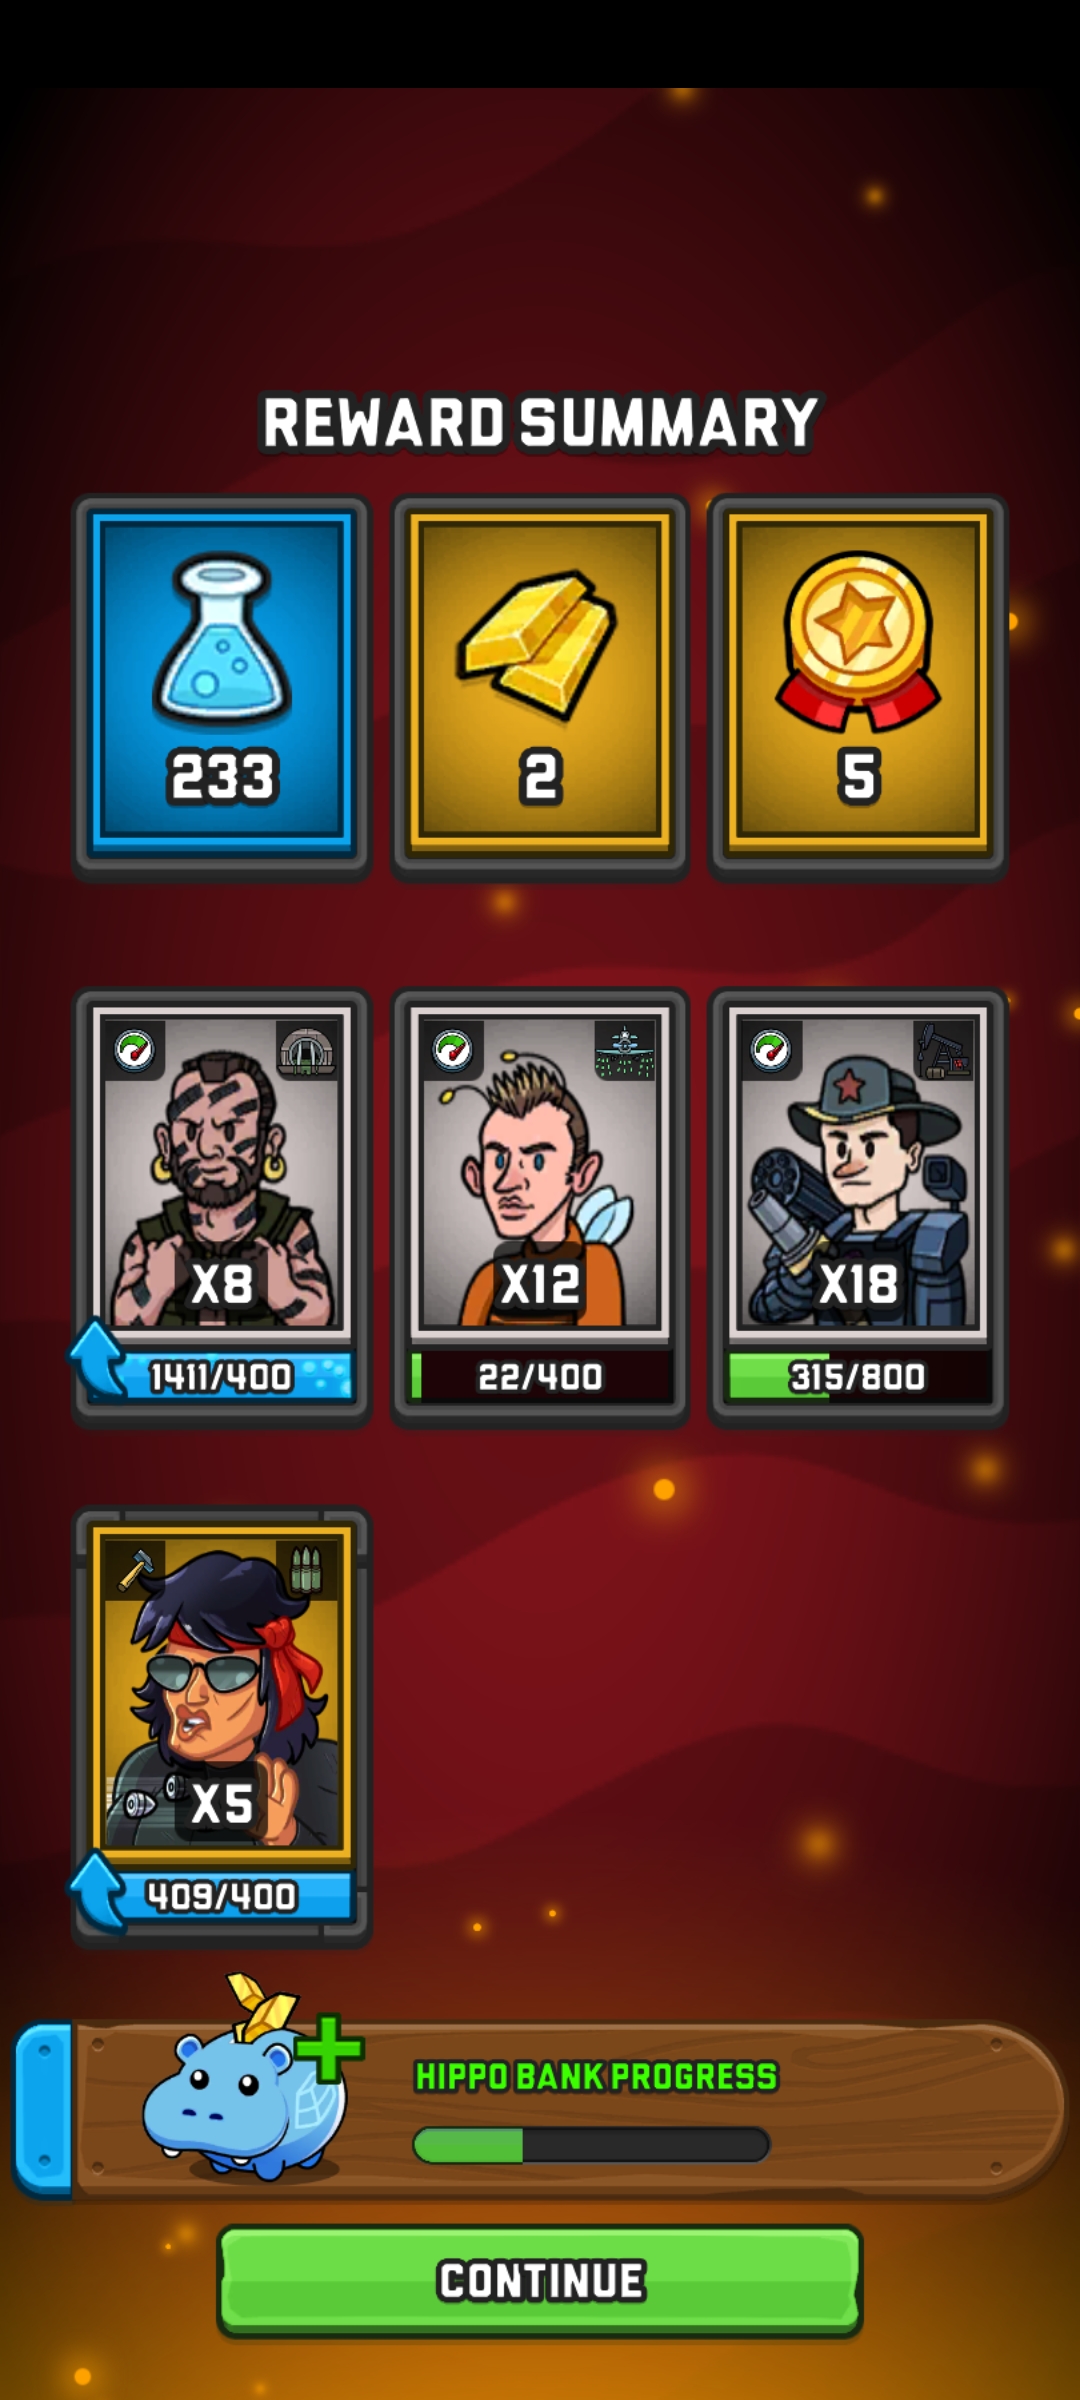 REWARD SUMMARY
233
2
5
X8
X12
X18
1411/400
22/400
315/800
X5
409/400
HIPPO BANK PROGRESS
CONTINUE